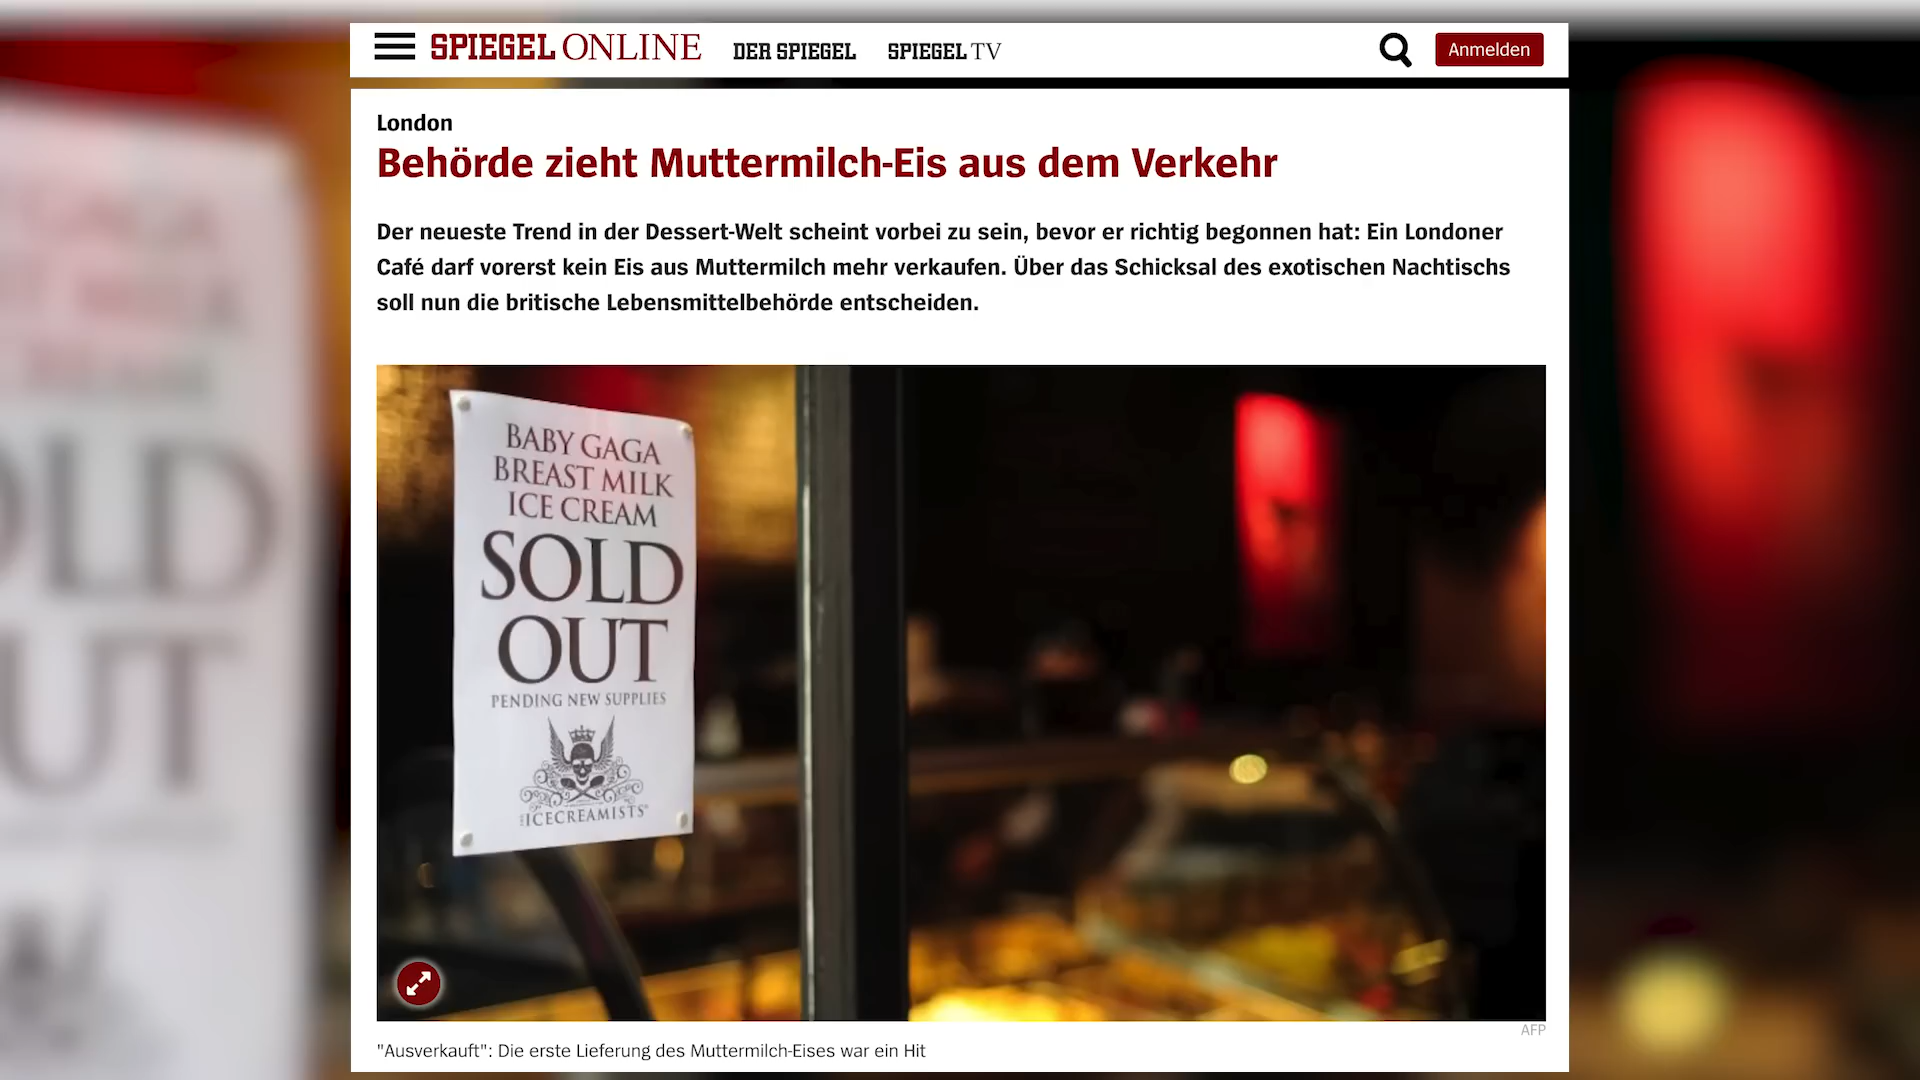 SPIEGEL ONLINE
DER SPIEGEL
SPIEGEL TV
Anmelden
London
Behörde zieht Muttermilch-Eis aus dem Verkehr
Der neueste Trend in der Dessert-Welt scheint vorbei zu sein, bevor er richtig begonnen hat: Ein Londoner
Café darf vorerst kein Eis aus Muttermilch mehr verkaufen. Über das Schicksal des exotischen Nachtischs
soll nun die britische Lebensmittelbehörde entscheiden.
BABY GAGA
BREAST MILK
ICE CREAM
SOLD
OUT
PENDING NEW SUPPLIES
THE ICECREAMISTS
AFP
"Ausverkauft": Die erste Lieferung des Muttermilch-Eises war ein Hit